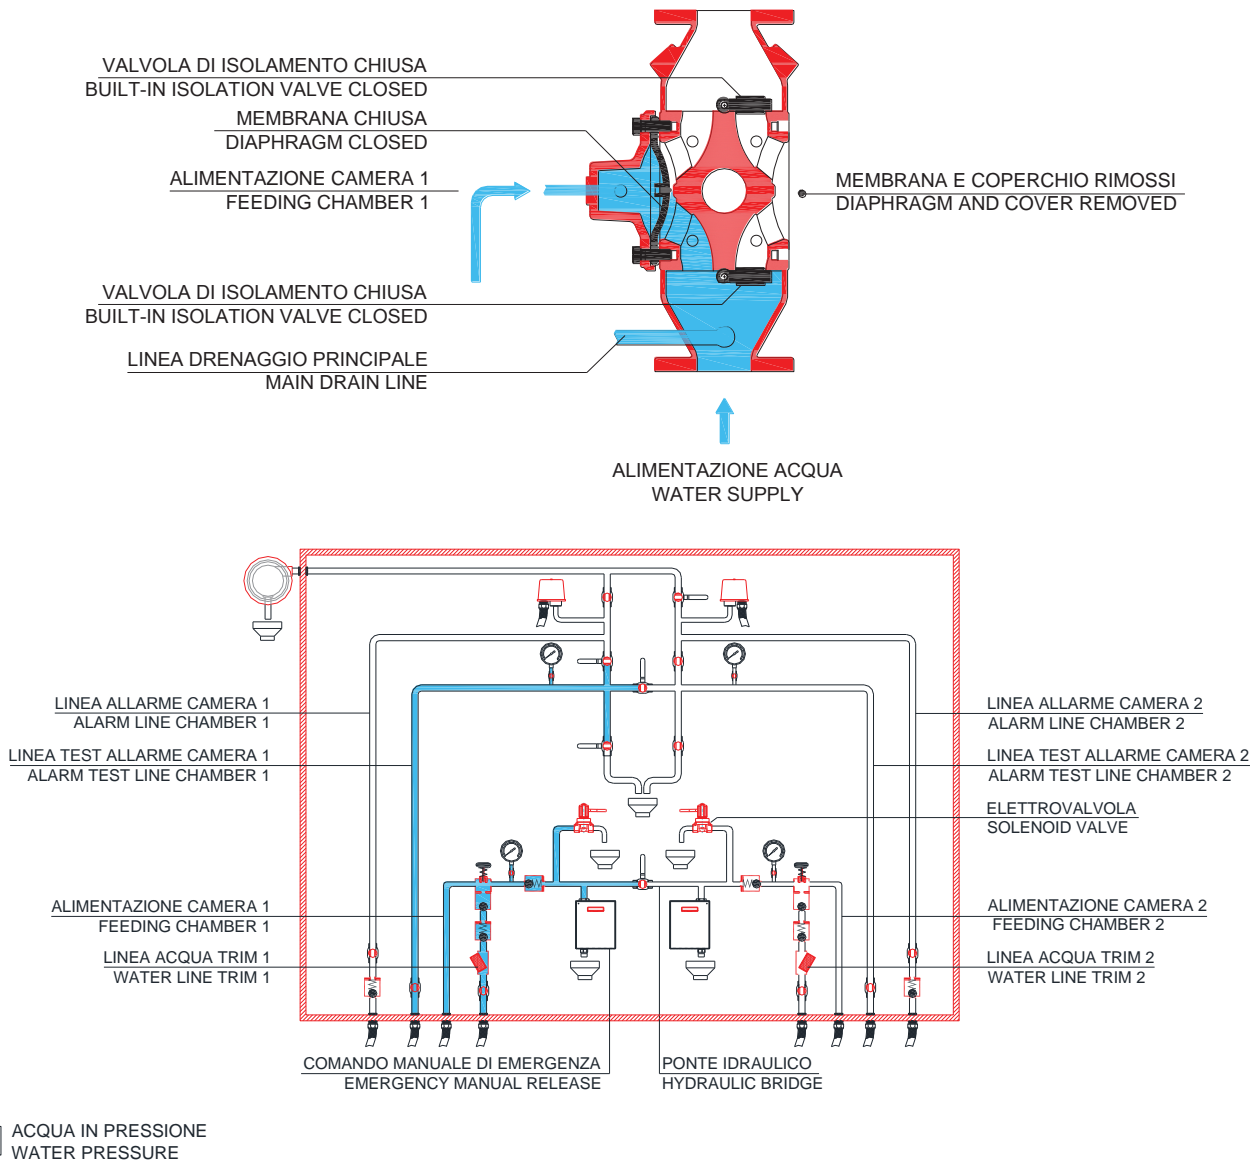 VALVOLA DI ISOLAMENTO CHIUSA
BUILT-IN ISOLATION VALVE CLOSED
MEMBRANA CHIUSA
DIAPHRAGM CLOSED
ALIMENTAZIONE CAMERA 1
FEEDING CHAMBER 1
MEMBRANA E COPERCHIO RIMOSSI
DIAPHRAGM AND COVER REMOVED
VALVOLA DI ISOLAMENTO CHIUSA
BUILT-IN ISOLATION VALVE CLOSED
LINEA DRENAGGIO PRINCIPALE
MAIN DRAIN LINE
ALIMENTAZIONE ACQUA
WATER SUPPLY
LINEA ALLARME CAMERA 1
ALARM LINE CHAMBER 1
LINEA TEST ALLARME CAMERA 1
ALARM TEST LINE CHAMBER 1
LINEA ALLARME CAMERA 2
ALARM LINE CHAMBER 2
LINEA TEST ALLARME CAMERA 2
ALARM TEST LINE CHAMBER 2
ELETTROVALVOLA
SOLENOID VALVE
ALIMENTAZIONE CAMERA 1
FEEDING CHAMBER 1
LINEA ACQUA TRIM 1
WATER LINE TRIM 1
ALIMENTAZIONE CAMERA 2
FEEDING CHAMBER 2
LINEA ACQUA TRIM 2
WATER LINE TRIM 2
COMANDO MANUALE DI EMERGENZA
EMERGENCY MANUAL RELEASE
PONTE IDRAULICO
HYDRAULIC BRIDGE
ACQUA IN PRESSIONE
WATER PRESSURE